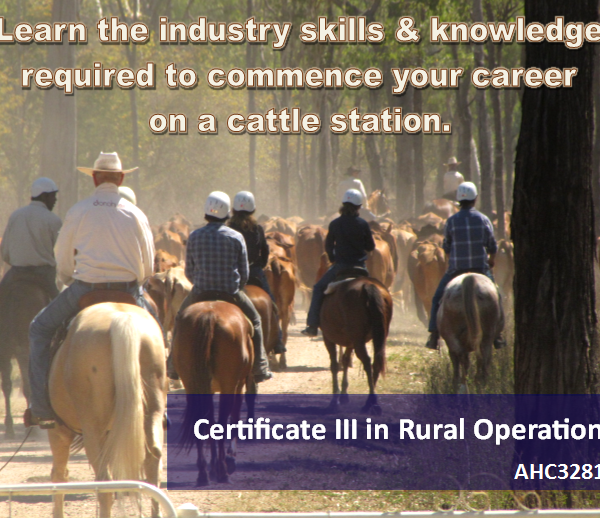 Learn the industry skills & knowledge
required to commence your career
on a cattle station.
Certificate III in Rural Operation
AHC3281